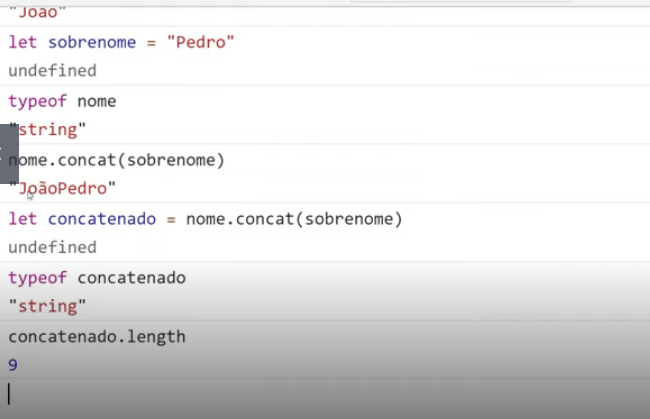 "João"
let sobrenome = "Pedro"
undefined
typeof nome
"string"
nome.concat(sobrenome)
"JoãoPedro"
let concatenado = nome.concat(sobrenome)
undefined
typeof concatenado
"string"
concatenado.length
9